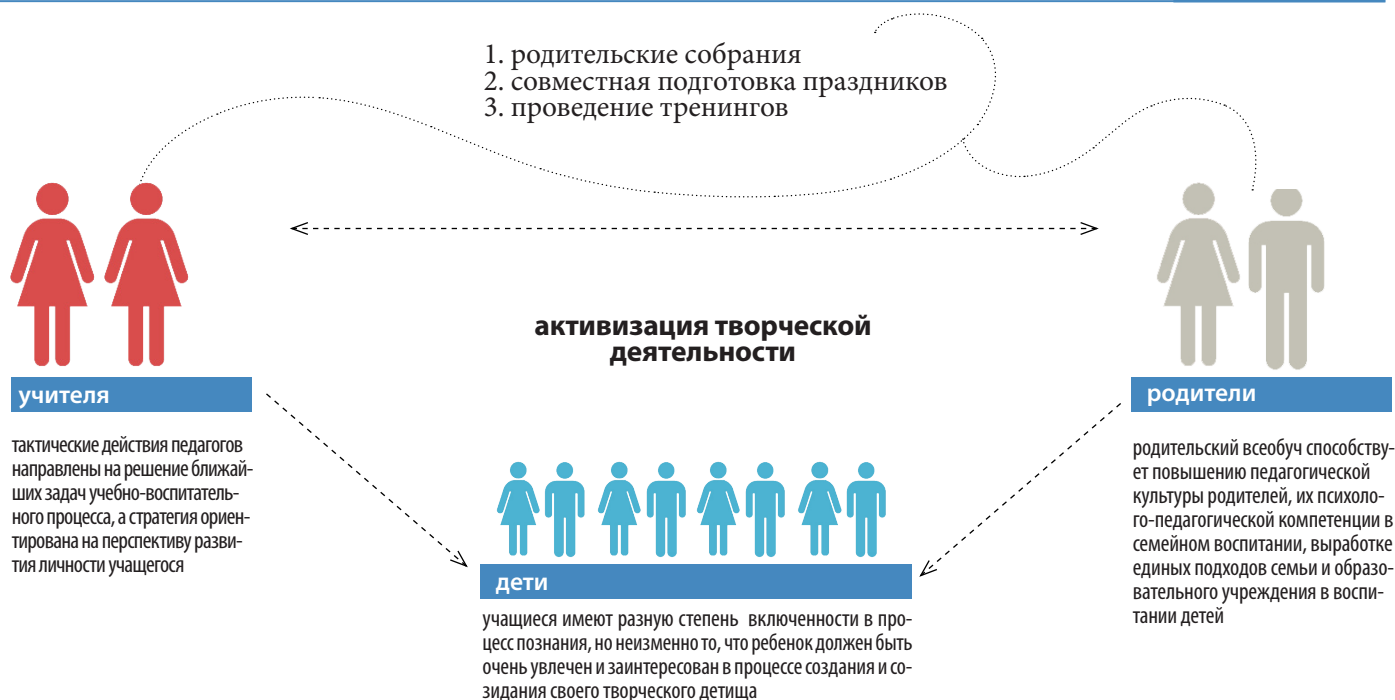 1. родительские собрания
2. совместная подготовка праздников
3. проведение тренингов
активизация творческой
деятельности
учителя
тактические действия педагогов
направлены на решение ближай-
ших задач учебно-воспитатель-
ного процесса, а стратегия ориен-
тирована на перспективу разви-
тия личности учащегося
родители
родительский всеобуч способству-
ет повышению педагогической
культуры родителей, их психоло-
го-педагогической компетенции в
семейном воспитании, выработке
единых подходов семьи и образо-
вательного учреждения в воспи-
тании детей
дети
учащиеся имеют разную степень включенности в про-
цесс познания, но неизменно то, что ребенок должен быть
очень увлечен и заинтересован в процессе создания и со-
зидания своего творческого детища